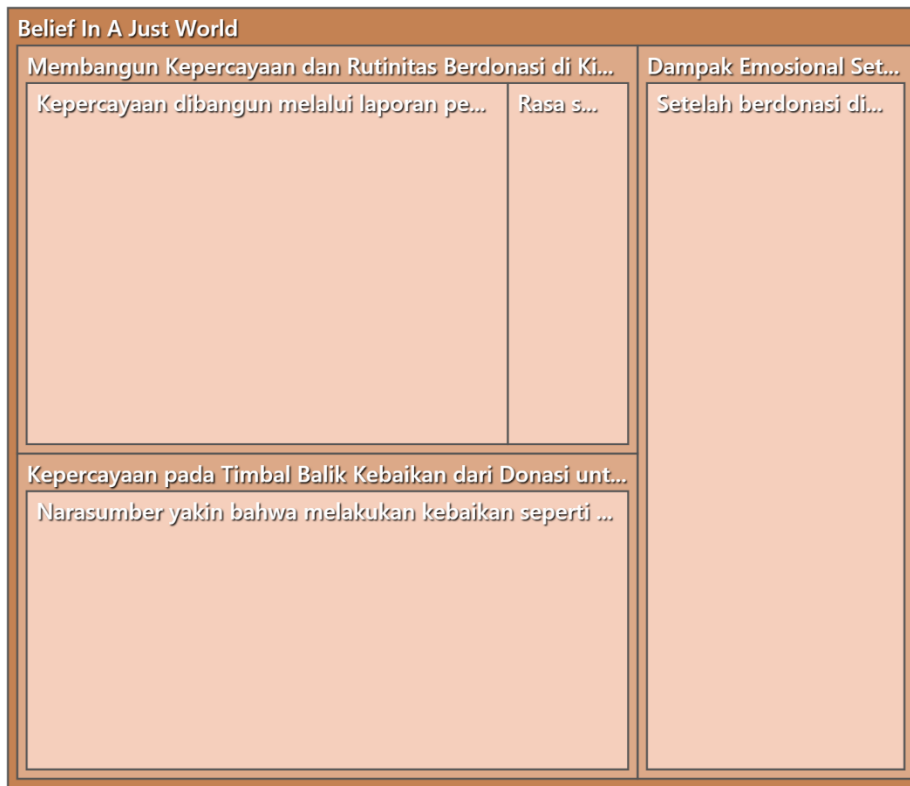 Belief In A Just World
Membangun Kepercayaan dan Rutinitas Berdonasi di Ki...
Kepercayaan dibangun melalui laporan pe...
Rasa s...
Kepercayaan pada Timbal Balik Kebaikan dari Donasi unt...
Narasumber yakin bahwa melakukan kebaikan seperti ...
Dampak Emosional Set...
Setelah berdonasi di...